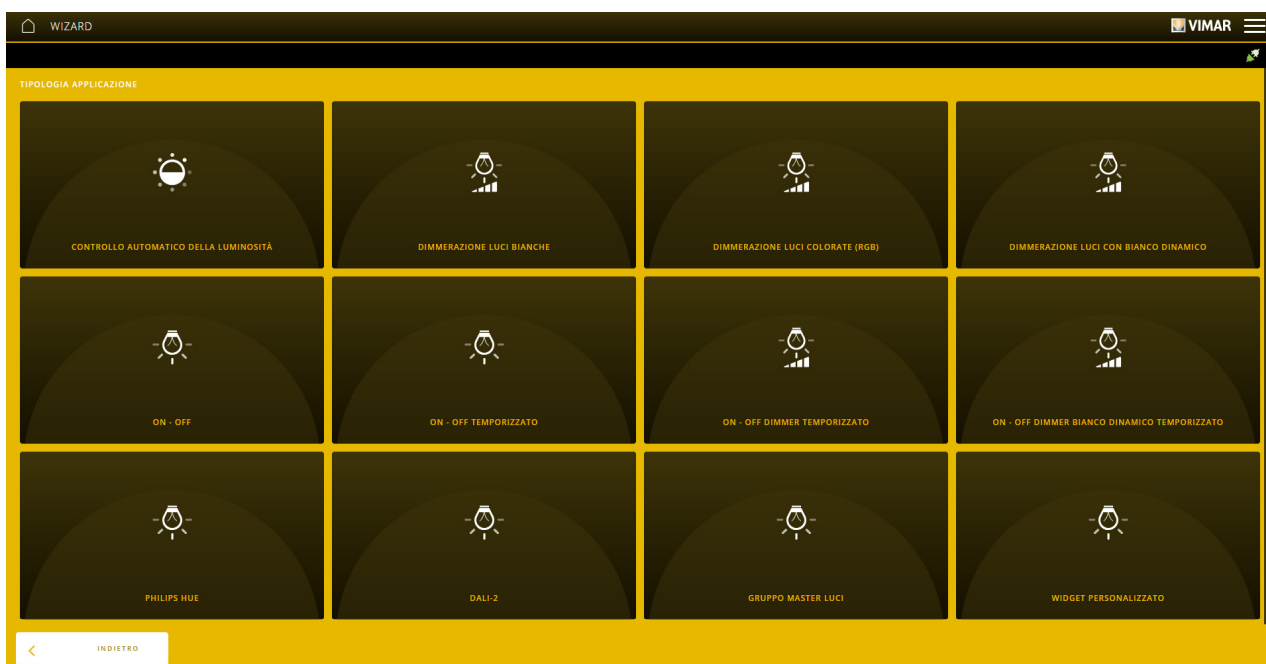 WIZARD
VIMAR
TIPOLOGIA APPLICAZIONE
CONTROLLO AUTOMATICO DELLA LUMINOSITÀ
DIMMERAZIONE LUCI BIANCHE
DIMMERAZIONE LUCI COLORATE (RGB)
DIMMERAZIONE LUCI CON BIANCO DINAMICO
ON - OFF
ON - OFF TEMPORIZZATO
ON - OFF DIMMER TEMPORIZZATO
ON - OFF DIMMER BIANCO DINAMICO TEMPORIZZATO
PHILIPS HUE
DALI-2
GRUPPO MASTER LUCI
WIDGET PERSONALIZZATO
INDIETRO